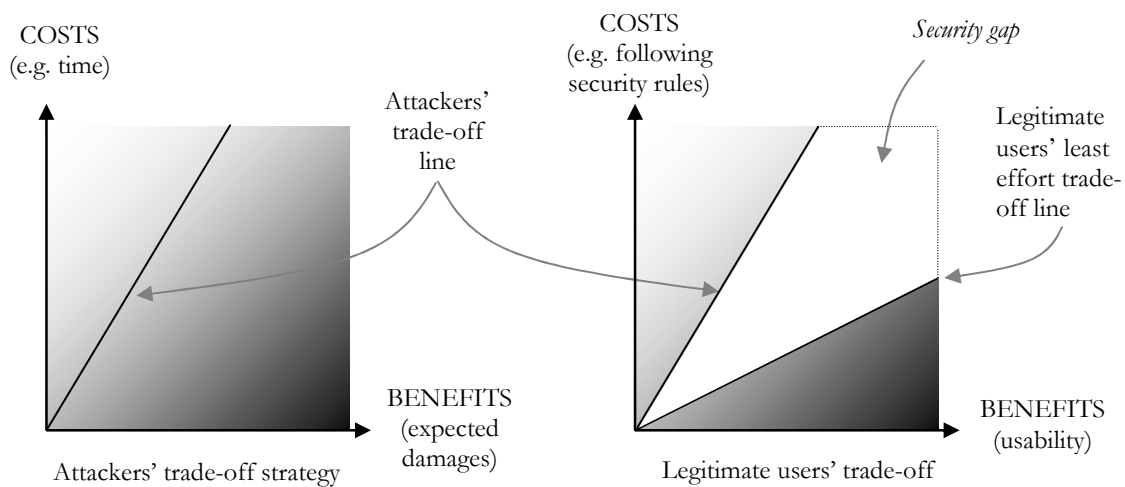 COSTS
(e.g. time)
Attackers’
trade-off
line
BENEFITS
(expected
damages)
Attackers’ trade-off strategy
COSTS
(e.g. following
security rules)
Security gap
Legitimate
users’ least
effort trade-
off line
BENEFITS
(usability)
Legitimate users’ trade-off